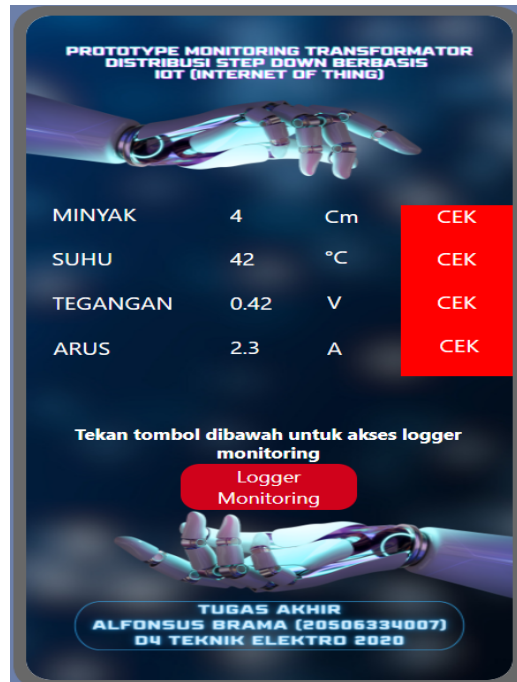 PROTOTYPE MONITORING TRANSFORMATOR
DISTRIBUSI STEP DOWN BERBASIS
IOT (INTERNET OF THING)
MINYAK 4 Cm CEK
SUHU 42 °C CEK
TEGANGAN 0.42 V CEK
ARUS 2.3 A CEK
Tekan tombol dibawah untuk akses logger
monitoring
Logger
Monitoring
TUGAS AKHIR
ALFONSUS BRAMA (20506334007)
D4 TEKNIK ELEKTRO 2020